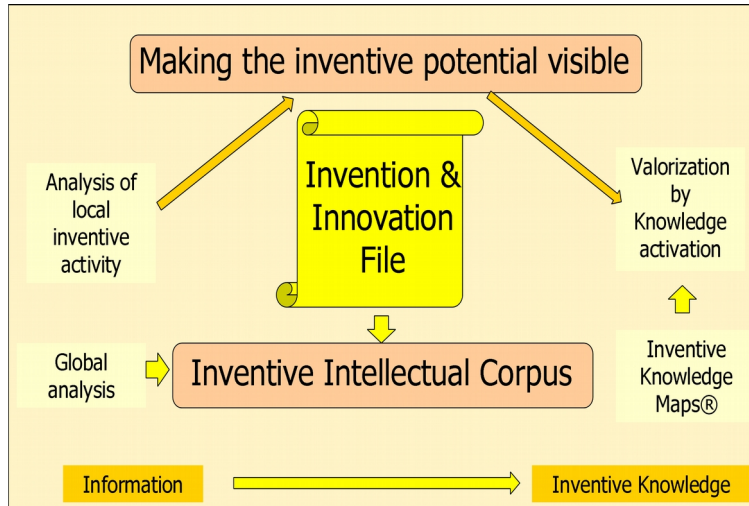 Making the inventive potential visible
Analysis of
local
inventive
activity
Invention &
Innovation
File
Valorization
by
Knowledge
activation
Global
analysis
Inventive Intellectual Corpus
Inventive
Knowledge
Maps®
Information
Inventive Knowledge